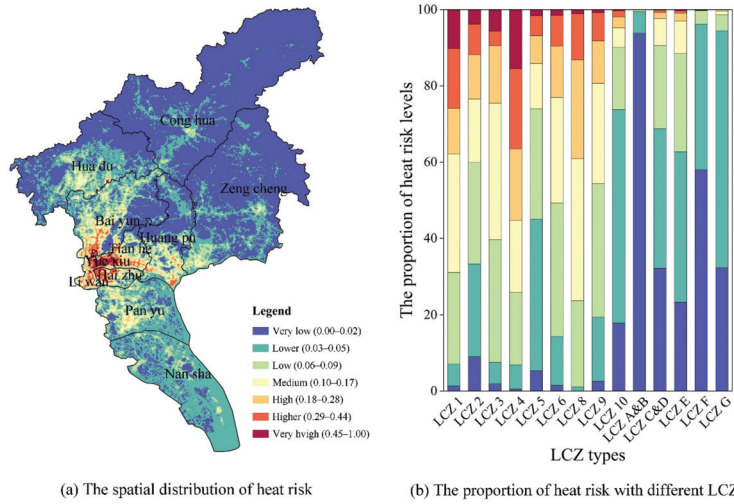 Cong hua
Hua du
Zeng cheng
Bai yun
Huang pu
Tian he
Yue xiu
Hai zhu
Li wan
Pan yu
Nan sha
Legend
Very low (0.00–0.02)
Lower (0.03–0.05)
Low (0.06–0.09)
Medium (0.10–0.17)
High (0.18–0.28)
Higher (0.29–0.44)
Very hvigh (0.45–1.00)
(a) The spatial distribution of heat risk
The proportion of heat risk levels
100
80
60
40
20
0
LCZ 1
LCZ 2
LCZ 3
LCZ 4
LCZ 5
LCZ 6
LCZ 8
LCZ 9
LCZ 10
LCZ A&B
LCZ C&D
LCZ E
LCZ F
LCZ G
LCZ types
(b) The proportion of heat risk with different LCZ